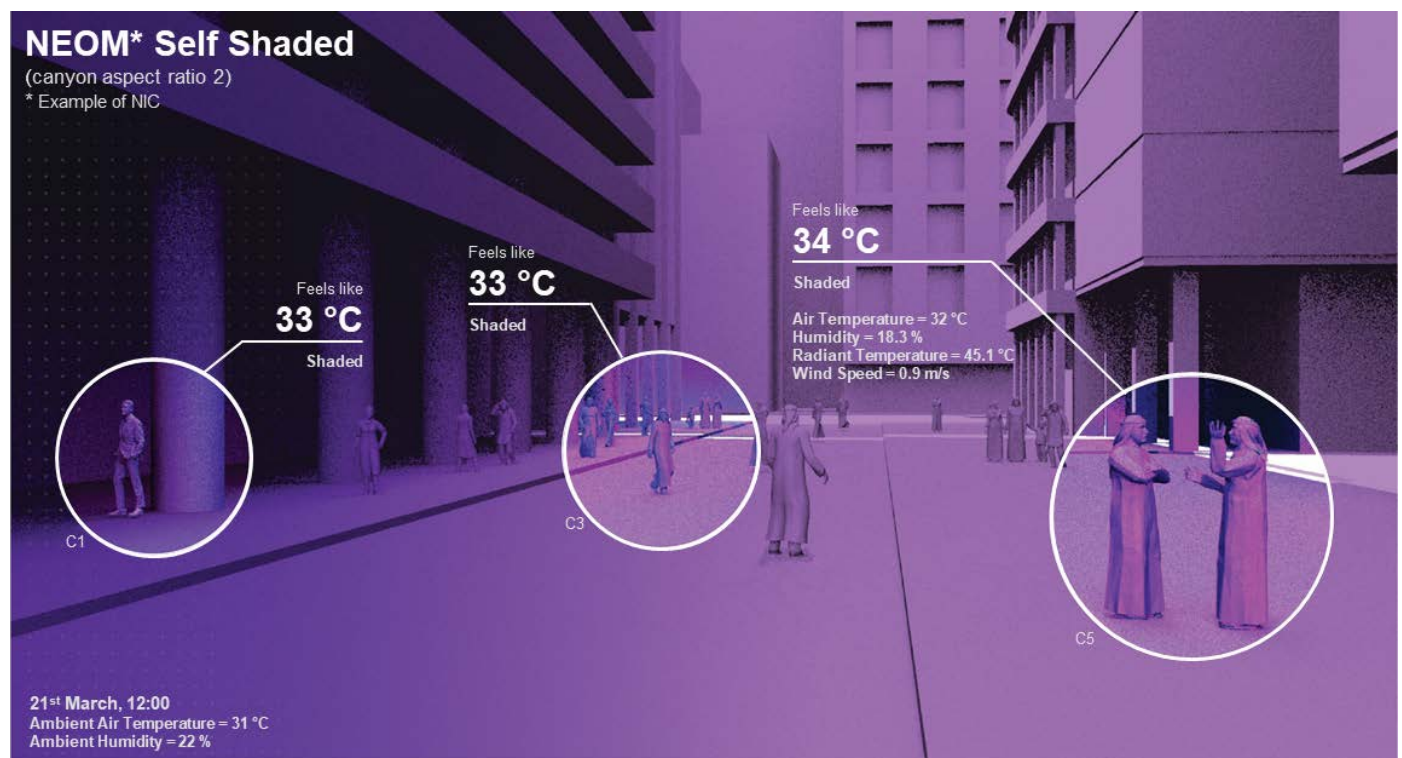 NEOM* Self Shaded
(canyon aspect ratio 2)
* Example of NIC
Feels like
33 °C
Shaded
C1
Feels like
33 °C
Shaded
C3
Feels like
34 °C
Shaded
Air Temperature = 32 °C
Humidity = 18.3 %
Radiant Temperature = 45.1 °C
Wind Speed = 0.9 m/s
C5
21st March, 12:00
Ambient Air Temperature = 31 °C
Ambient Humidity = 22 %